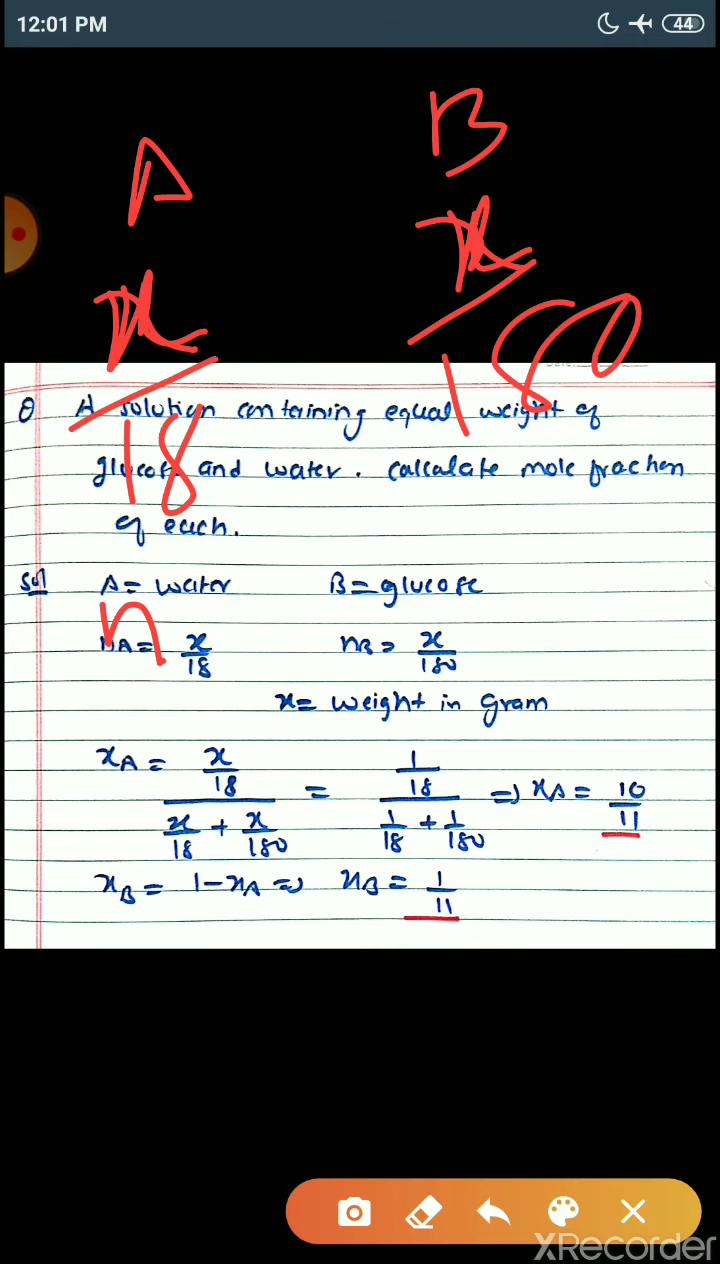 12:01 PM 44
A B
x/18 x/180
Q A solution containing equal weight of
glucose and water. calculate mole fraction
of each.
Sol A = water B = glucose
nA = x/18 nB = x/180
x = weight in gram
xA = (x/18)/(x/18 + x/180) = (1/18)/(1/18 + 1/180) => xA = 10/11
xB = 1-xA => xB = 1/11
n
XRecorder